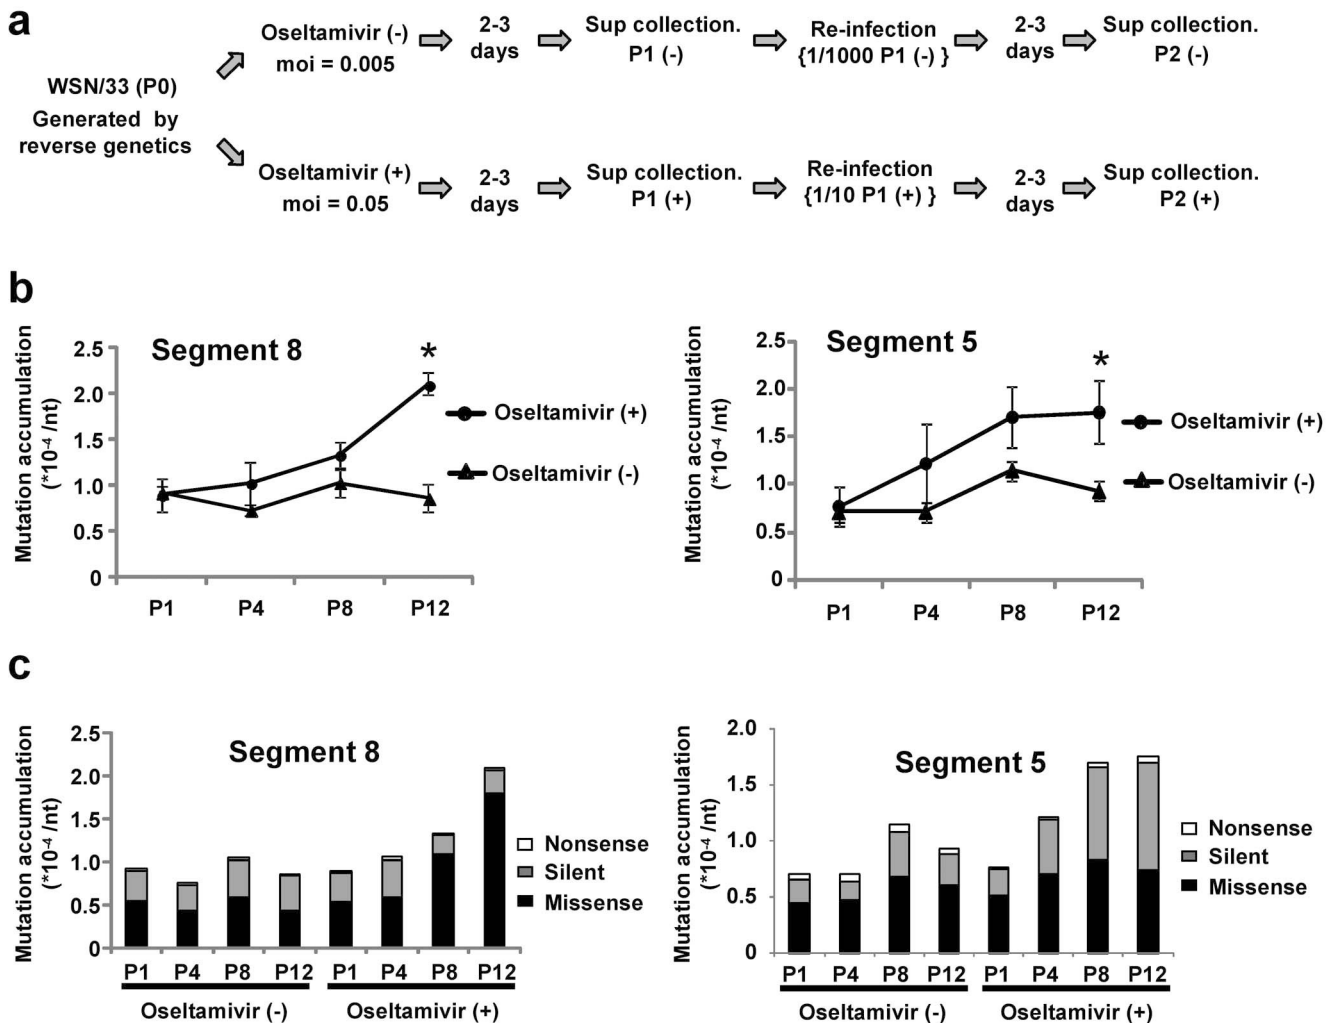 a
WSN/33 (P0)
Generated by
reverse genetics
Oseltamivir (-)
moi = 0.005
2-3
days
Sup collection.
P1 (-)
Re-infection
{1/1000 P1 (-) }
2-3
days
Sup collection.
P2 (-)
Oseltamivir (+)
moi = 0.05
2-3
days
Sup collection.
P1 (+)
Re-infection
{1/10 P1 (+) }
2-3
days
Sup collection.
P2 (+)
b
Segment 8
Mutation accumulation
(*10⁻⁴ /nt)
2.5
2.0
1.5
1.0
0.5
0
*
Oseltamivir (+)
Oseltamivir (-)
P1 P4 P8 P12
Segment 5
Mutation accumulation
(*10⁻⁴ /nt)
2.5
2.0
1.5
1.0
0.5
0
*
Oseltamivir (+)
Oseltamivir (-)
P1 P4 P8 P12
c
Segment 8
Mutation accumulation
(*10⁻⁴ /nt)
2.5
2.0
1.5
1.0
0.5
0
Nonsense
Silent
Missense
P1 P4 P8 P12 P1 P4 P8 P12
Oseltamivir (-) Oseltamivir (+)
Segment 5
Mutation accumulation
(*10⁻⁴ /nt)
2.0
1.5
1.0
0.5
0
Nonsense
Silent
Missense
P1 P4 P8 P12 P1 P4 P8 P12
Oseltamivir (-) Oseltamivir (+)